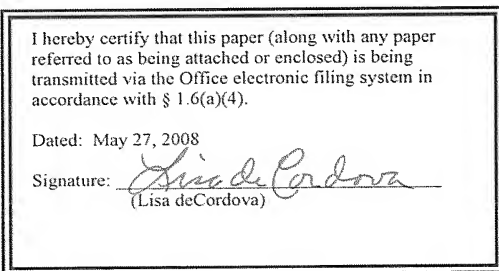 I hereby certify that this paper (along with any paper
referred to as being attached or enclosed) is being
transmitted via the Office electronic filing system in
accordance with § 1.6(a)(4).
Dated: May 27, 2008
Signature: Lisa de Cordova
(Lisa deCordova)